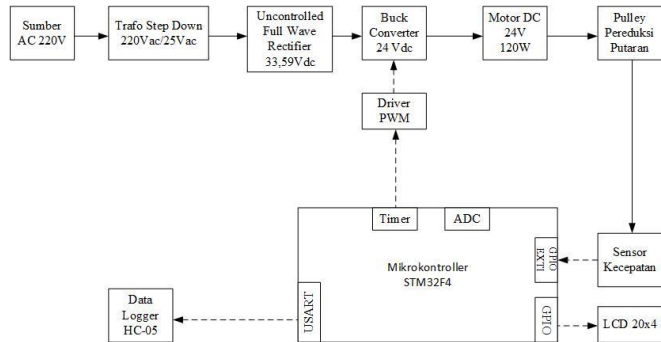 Sumber
AC 220V
Trafo Step Down
220Vac/25Vac
Uncontrolled
Full Wave
Rectifier
33,59Vdc
Buck
Converter
24 Vdc
Motor DC
24V
120W
Pulley
Pereduksi
Putaran
Driver
PWM
Timer
ADC
GPIO
EXTI
Sensor
Kecepatan
Mikrokontroller
STM32F4
Data
Logger
HC-05
USART
GPIO
LCD 20x4